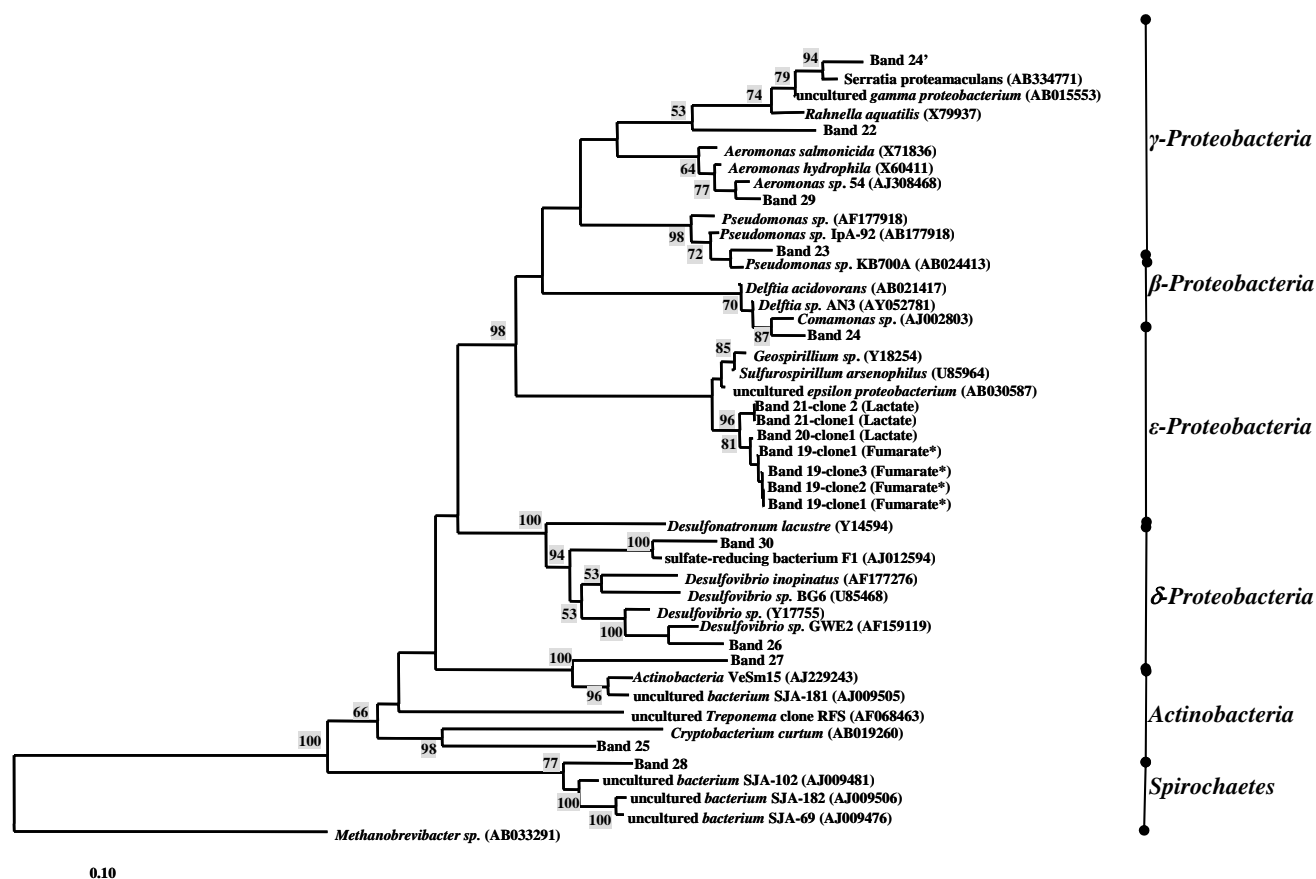 94
Band 24’
79
Serratia proteamaculans (AB334771)
74
uncultured gamma proteobacterium (AB015553)
53
Rahnella aquatilis (X79937)
Band 22
γ-Proteobacteria
Aeromonas salmonicida (X71836)
64
Aeromonas hydrophila (X60411)
77
Aeromonas sp. 54 (AJ308468)
Band 29
Pseudomonas sp. (AF177918)
98
Pseudomonas sp. IpA-92 (AB177918)
72
Band 23
Pseudomonas sp. KB700A (AB024413)
β-Proteobacteria
Delftia acidovorans (AB021417)
70
Delftia sp. AN3 (AY052781)
Comamonas sp. (AJ002803)
98
87
Band 24
85
Geospirillium sp. (Y18254)
Sulfurospirillum arsenophilus (U85964)
uncultured epsilon proteobacterium (AB030587)
Band 21-clone 2 (Lactate)
96
Band 21-clone1 (Lactate)
ε-Proteobacteria
Band 20-clone1 (Lactate)
81
Band 19-clone1 (Fumarate*)
Band 19-clone3 (Fumarate*)
Band 19-clone2 (Fumarate*)
Band 19-clone1 (Fumarate*)
100
Desulfonatronum lacustre (Y14594)
100
Band 30
94
sulfate-reducing bacterium F1 (AJ012594)
53
Desulfovibrio inopinatus (AF177276)
Desulfovibrio sp. BG6 (U85468)
δ-Proteobacteria
53
Desulfovibrio sp. (Y17755)
100
Desulfovibrio sp. GWE2 (AF159119)
Band 26
100
Band 27
Actinobacteria VeSm15 (AJ229243)
96
uncultured bacterium SJA-181 (AJ009505)
66
uncultured Treponema clone RFS (AF068463)
Actinobacteria
Cryptobacterium curtum (AB019260)
100
98
Band 25
77
Band 28
uncultured bacterium SJA-102 (AJ009481)
Spirochaetes
100
uncultured bacterium SJA-182 (AJ009506)
100
uncultured bacterium SJA-69 (AJ009476)
Methanobrevibacter sp. (AB033291)
0.10